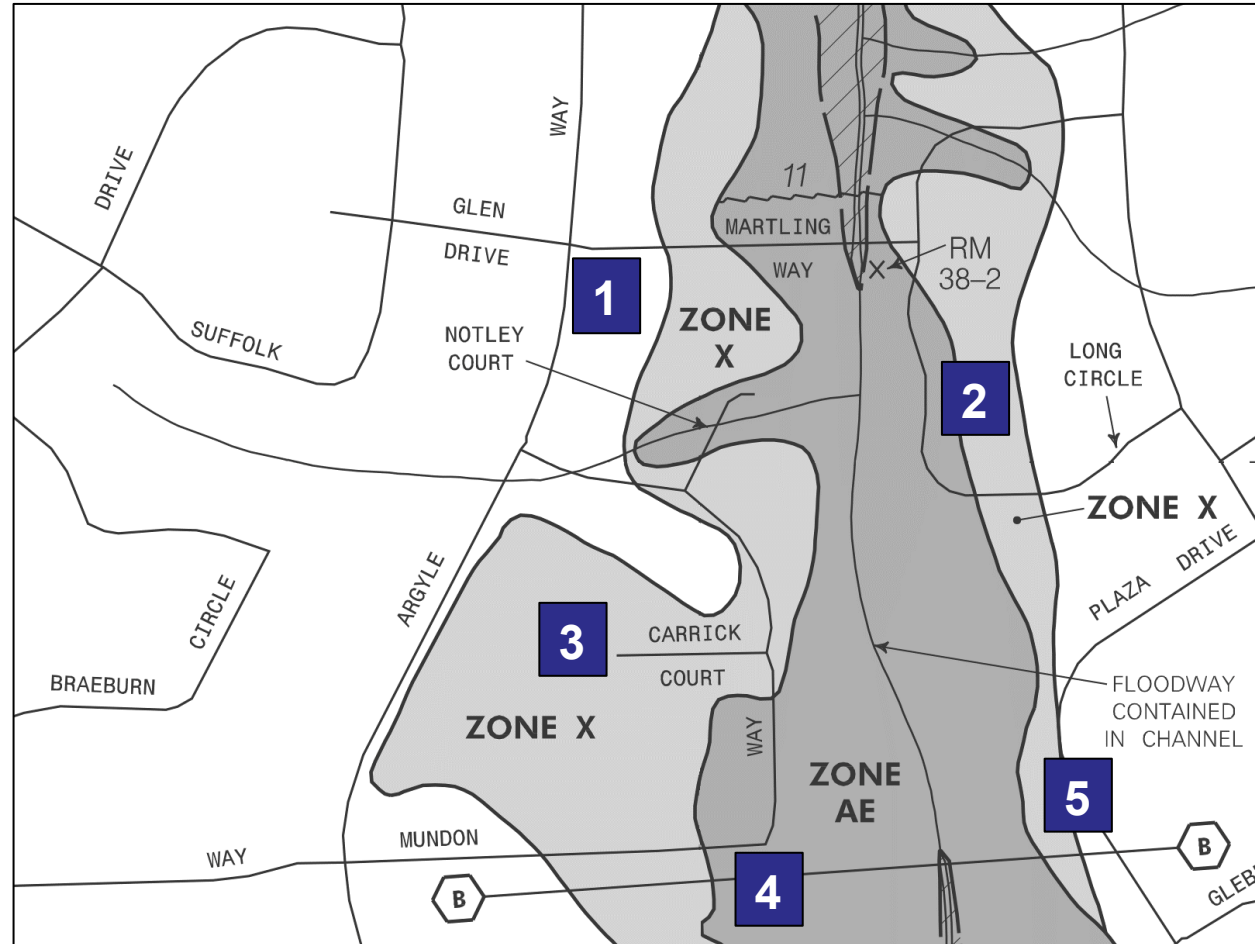 DRIVE
WAY
11
GLEN
DRIVE
MARTLING
WAY
RM
38–2
1
ZONE
X
SUFFOLK
NOTLEY
COURT
LONG
CIRCLE
2
ZONE X
PLAZA DRIVE
ARGYLE
CIRCLE
3
CARRICK
COURT
BRAEBURN
ZONE X
WAY
FLOODWAY
CONTAINED
IN CHANNEL
ZONE
AE
5
MUNDON
WAY
B
4
B